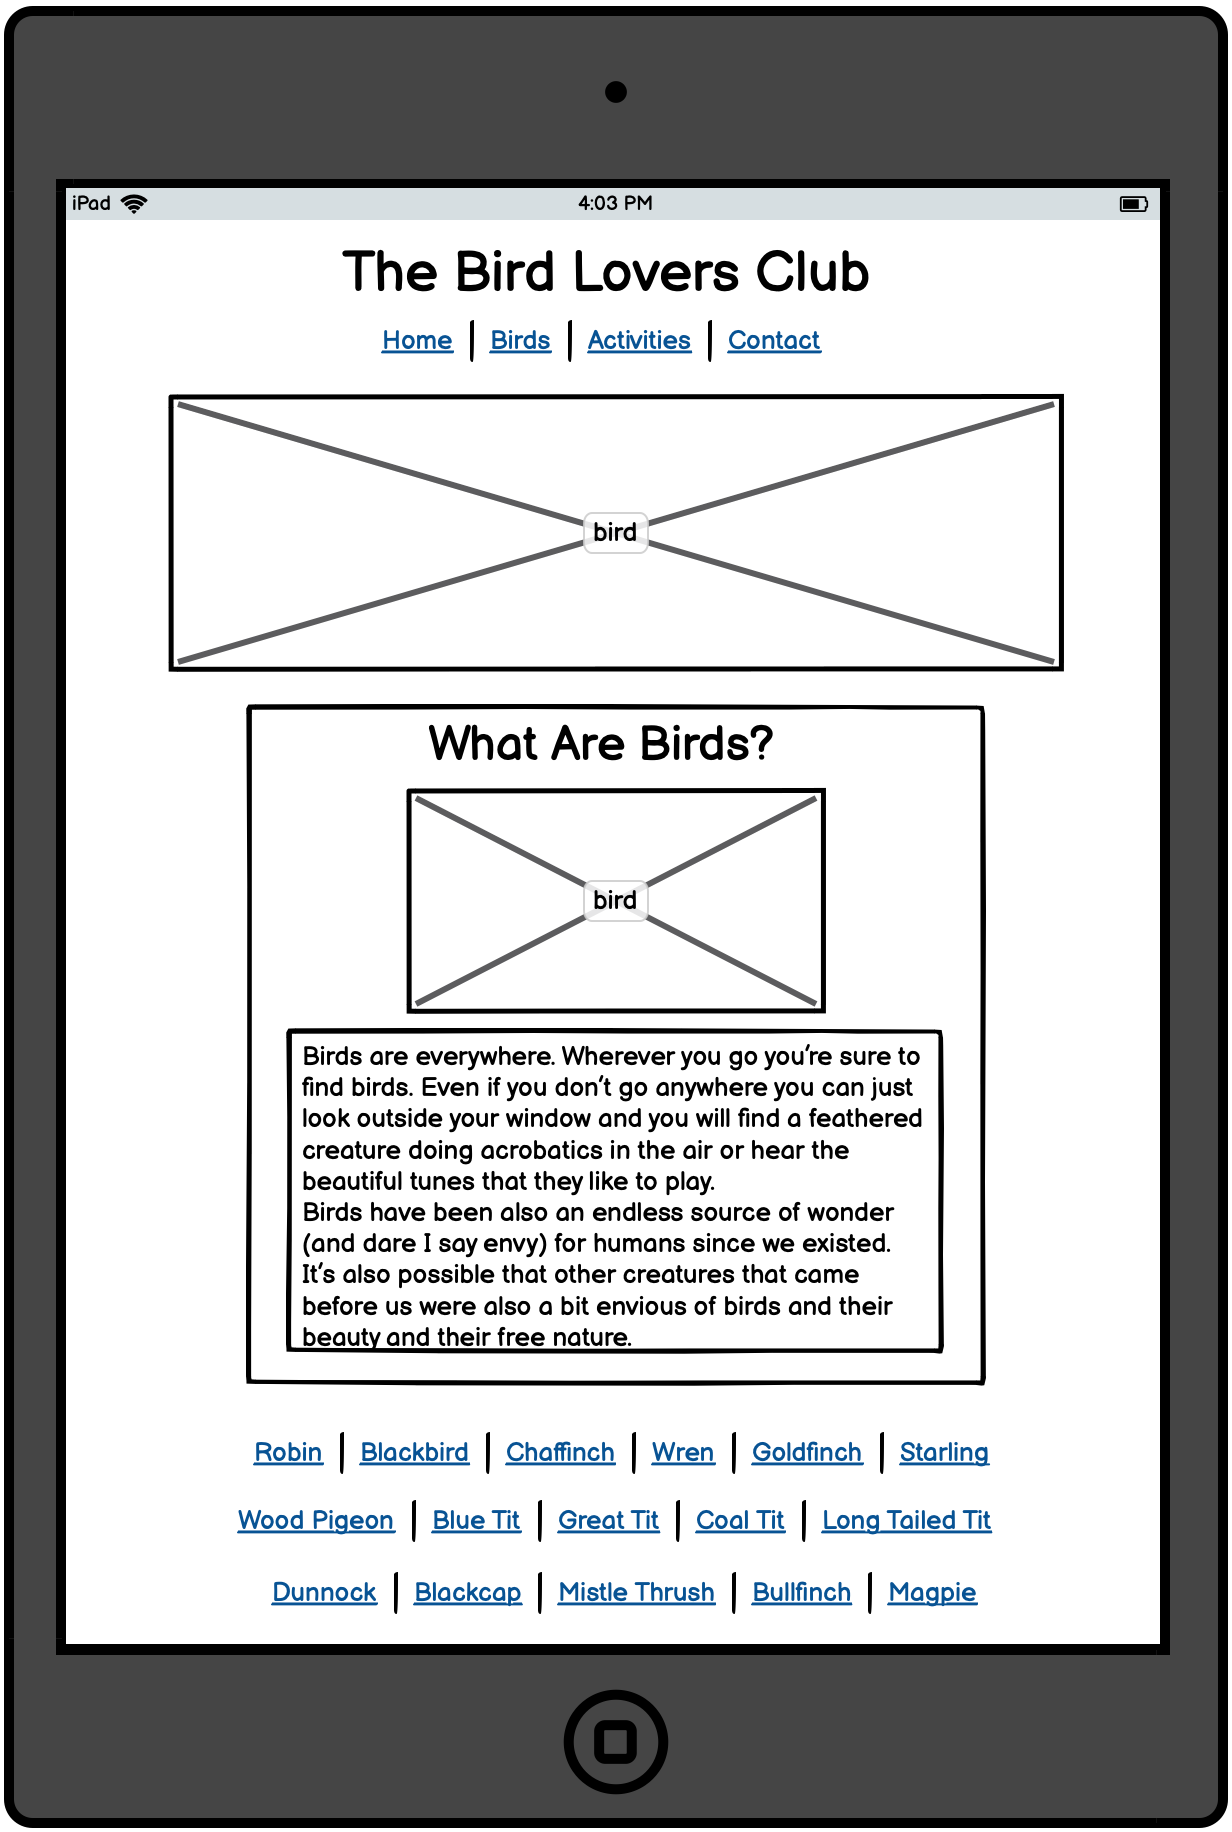 iPad 4:03 PM
The Bird Lovers Club
Home Birds Activities Contact
bird
What Are Birds?
bird
Birds are everywhere. Wherever you go you're sure to
find birds. Even if you don't go anywhere you can just
look outside your window and you will find a feathered
creature doing acrobatics in the air or hear the
beautiful tunes that they like to play.
Birds have been also an endless source of wonder
(and dare I say envy) for humans since we existed.
It's also possible that other creatures that came
before us were also a bit envious of birds and their
beauty and their free nature.
Robin Blackbird Chaffinch Wren Goldfinch Starling
Wood Pigeon Blue Tit Great Tit Coal Tit Long Tailed Tit
Dunnock Blackcap Mistle Thrush Bullfinch Magpie